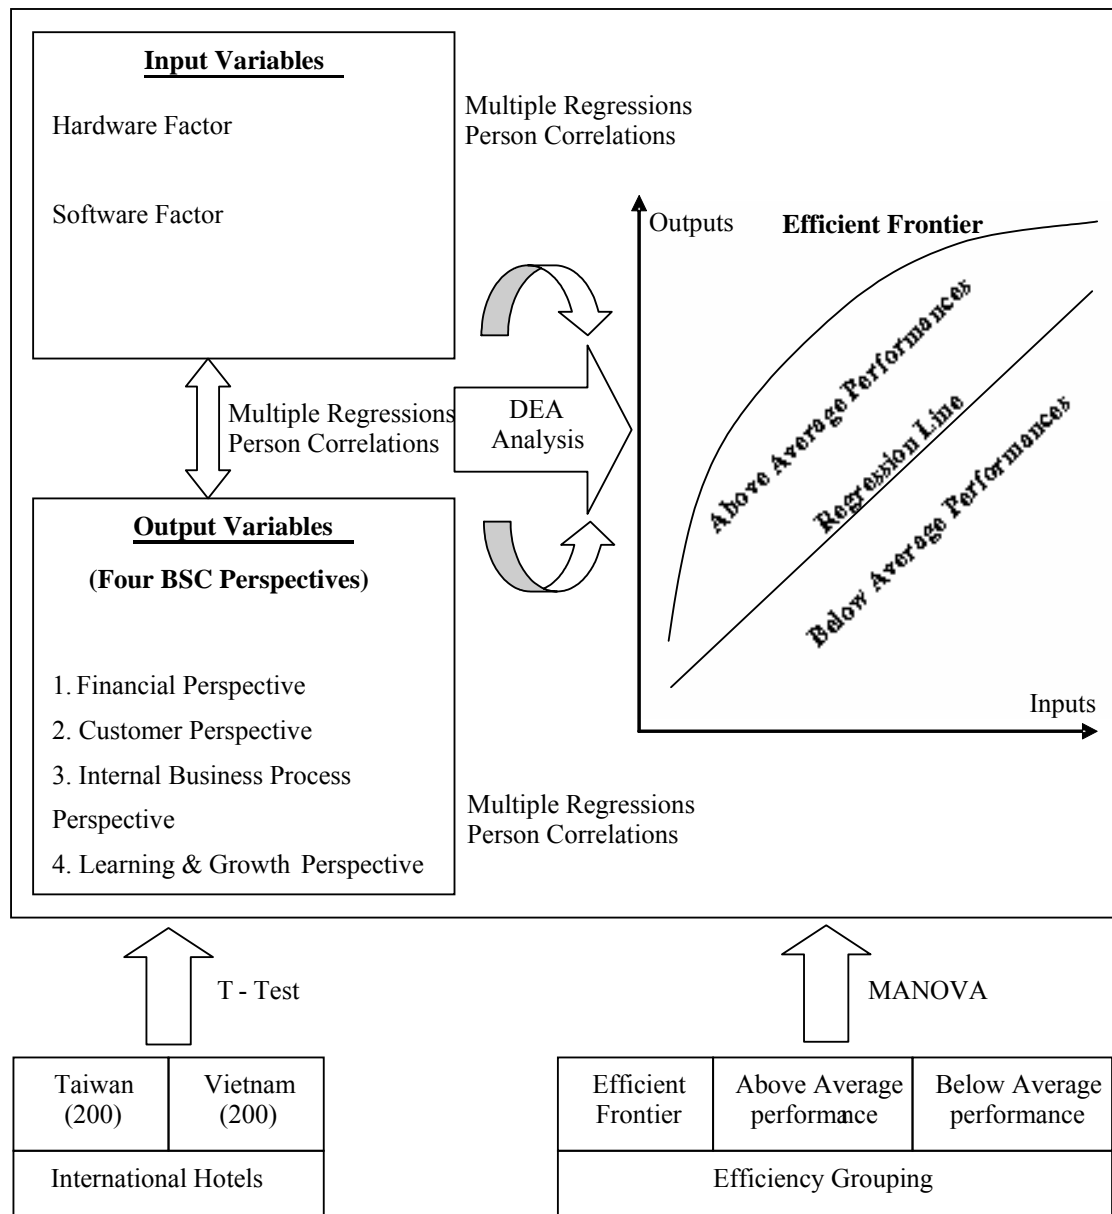 Input Variables
Hardware Factor
Software Factor
Multiple Regressions
Person Correlations
Multiple Regressions
Person Correlations
DEA
Analysis
Outputs
Efficient Frontier
Above Average Performances
Regression Line
Below Average Performances
Inputs
Output Variables
(Four BSC Perspectives)
1. Financial Perspective
2. Customer Perspective
3. Internal Business Process
Perspective
4. Learning & Growth Perspective
Multiple Regressions
Person Correlations
T - Test
MANOVA
Taiwan
(200)
Vietnam
(200)
International Hotels
Efficient
Frontier
Above Average
performance
Below Average
performance
Efficiency Grouping